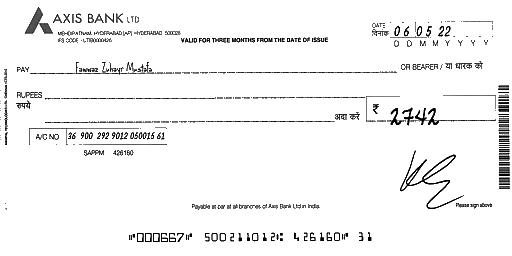 AXIS BANK LTD
MEHDIPATNAM, HYDERABAD [AP] HYDERABAD 500028
IFS CODE - UTIB0000426
VALID FOR THREE MONTHS FROM THE DATE OF ISSUE
DATE
दिनांक 06 05 22
D D M M Y Y Y Y
PAY Fawwaz Zuhayr Mustafa OR BEARER / या धारक को
RUPEES
रुपये
अदा करें ₹ 2742
A/C NO 36 900 292 9012 0500015 61
SAPPM 426160
Payable at par at all branches of Axis Bank Ltd in India.
Please sign above
⑈000667⑈ 500211012⑆ 426160⑈ 31